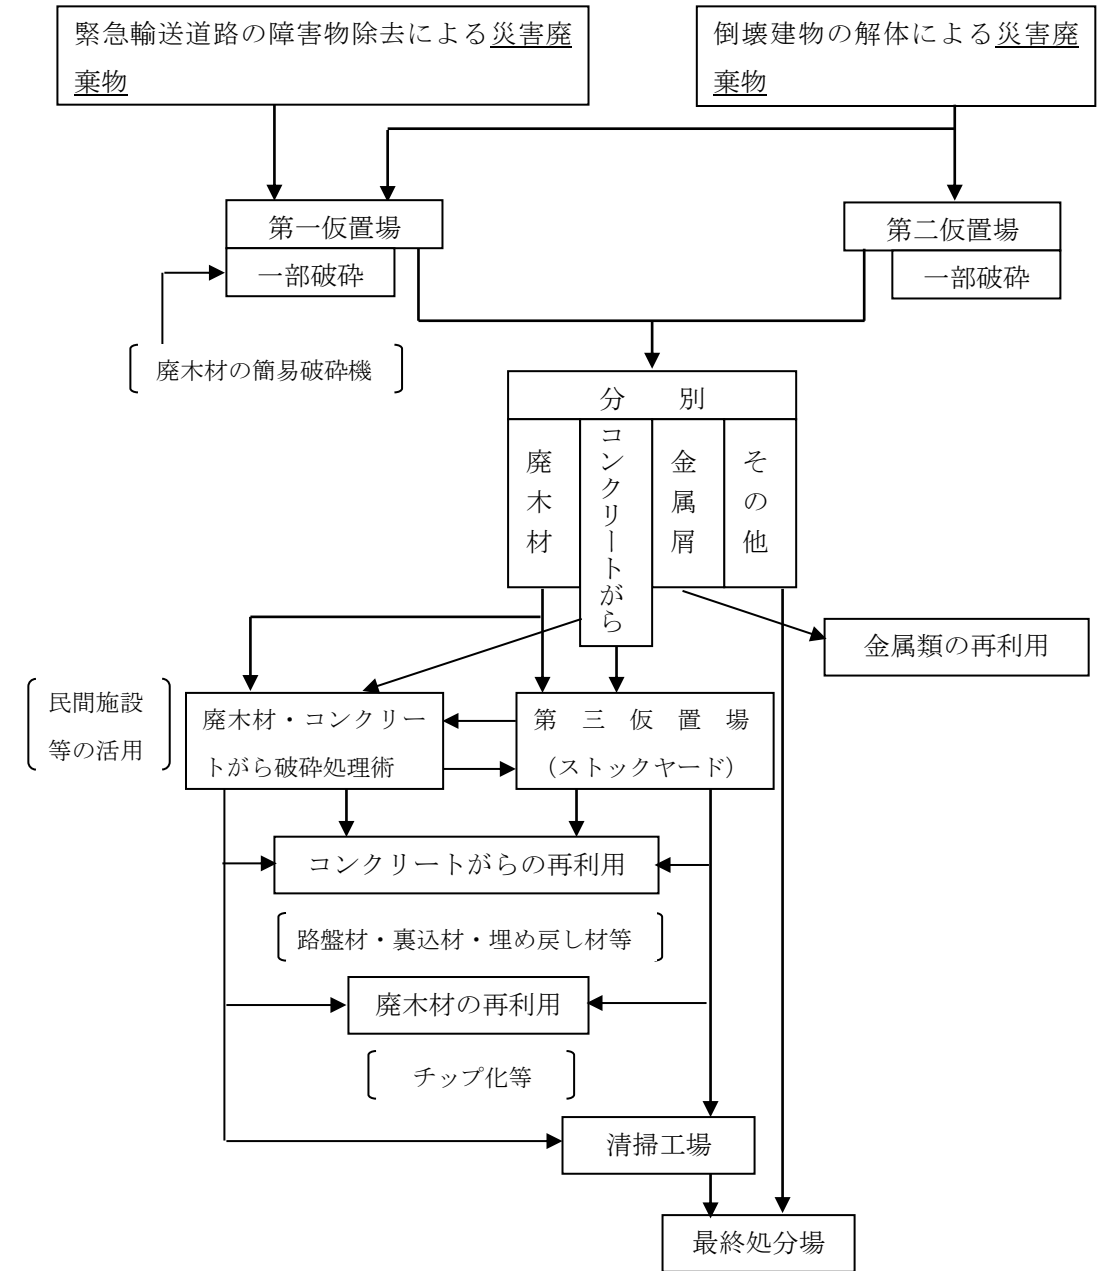 緊急輸送道路の障害物除去による災害廃
棄物
倒壊建物の解体による災害廃
棄物
第一仮置場
一部破砕
第二仮置場
一部破砕
廃木材の簡易破砕機
分　別
廃木材
コンクリートがら
金属屑
その他
金属類の再利用
民間施設
等の活用
廃木材・コンクリー
トがら破砕処理術
第三仮置場
（ストックヤード）
コンクリートがらの再利用
路盤材・裏込材・埋め戻し材等
廃木材の再利用
チップ化等
清掃工場
最終処分場